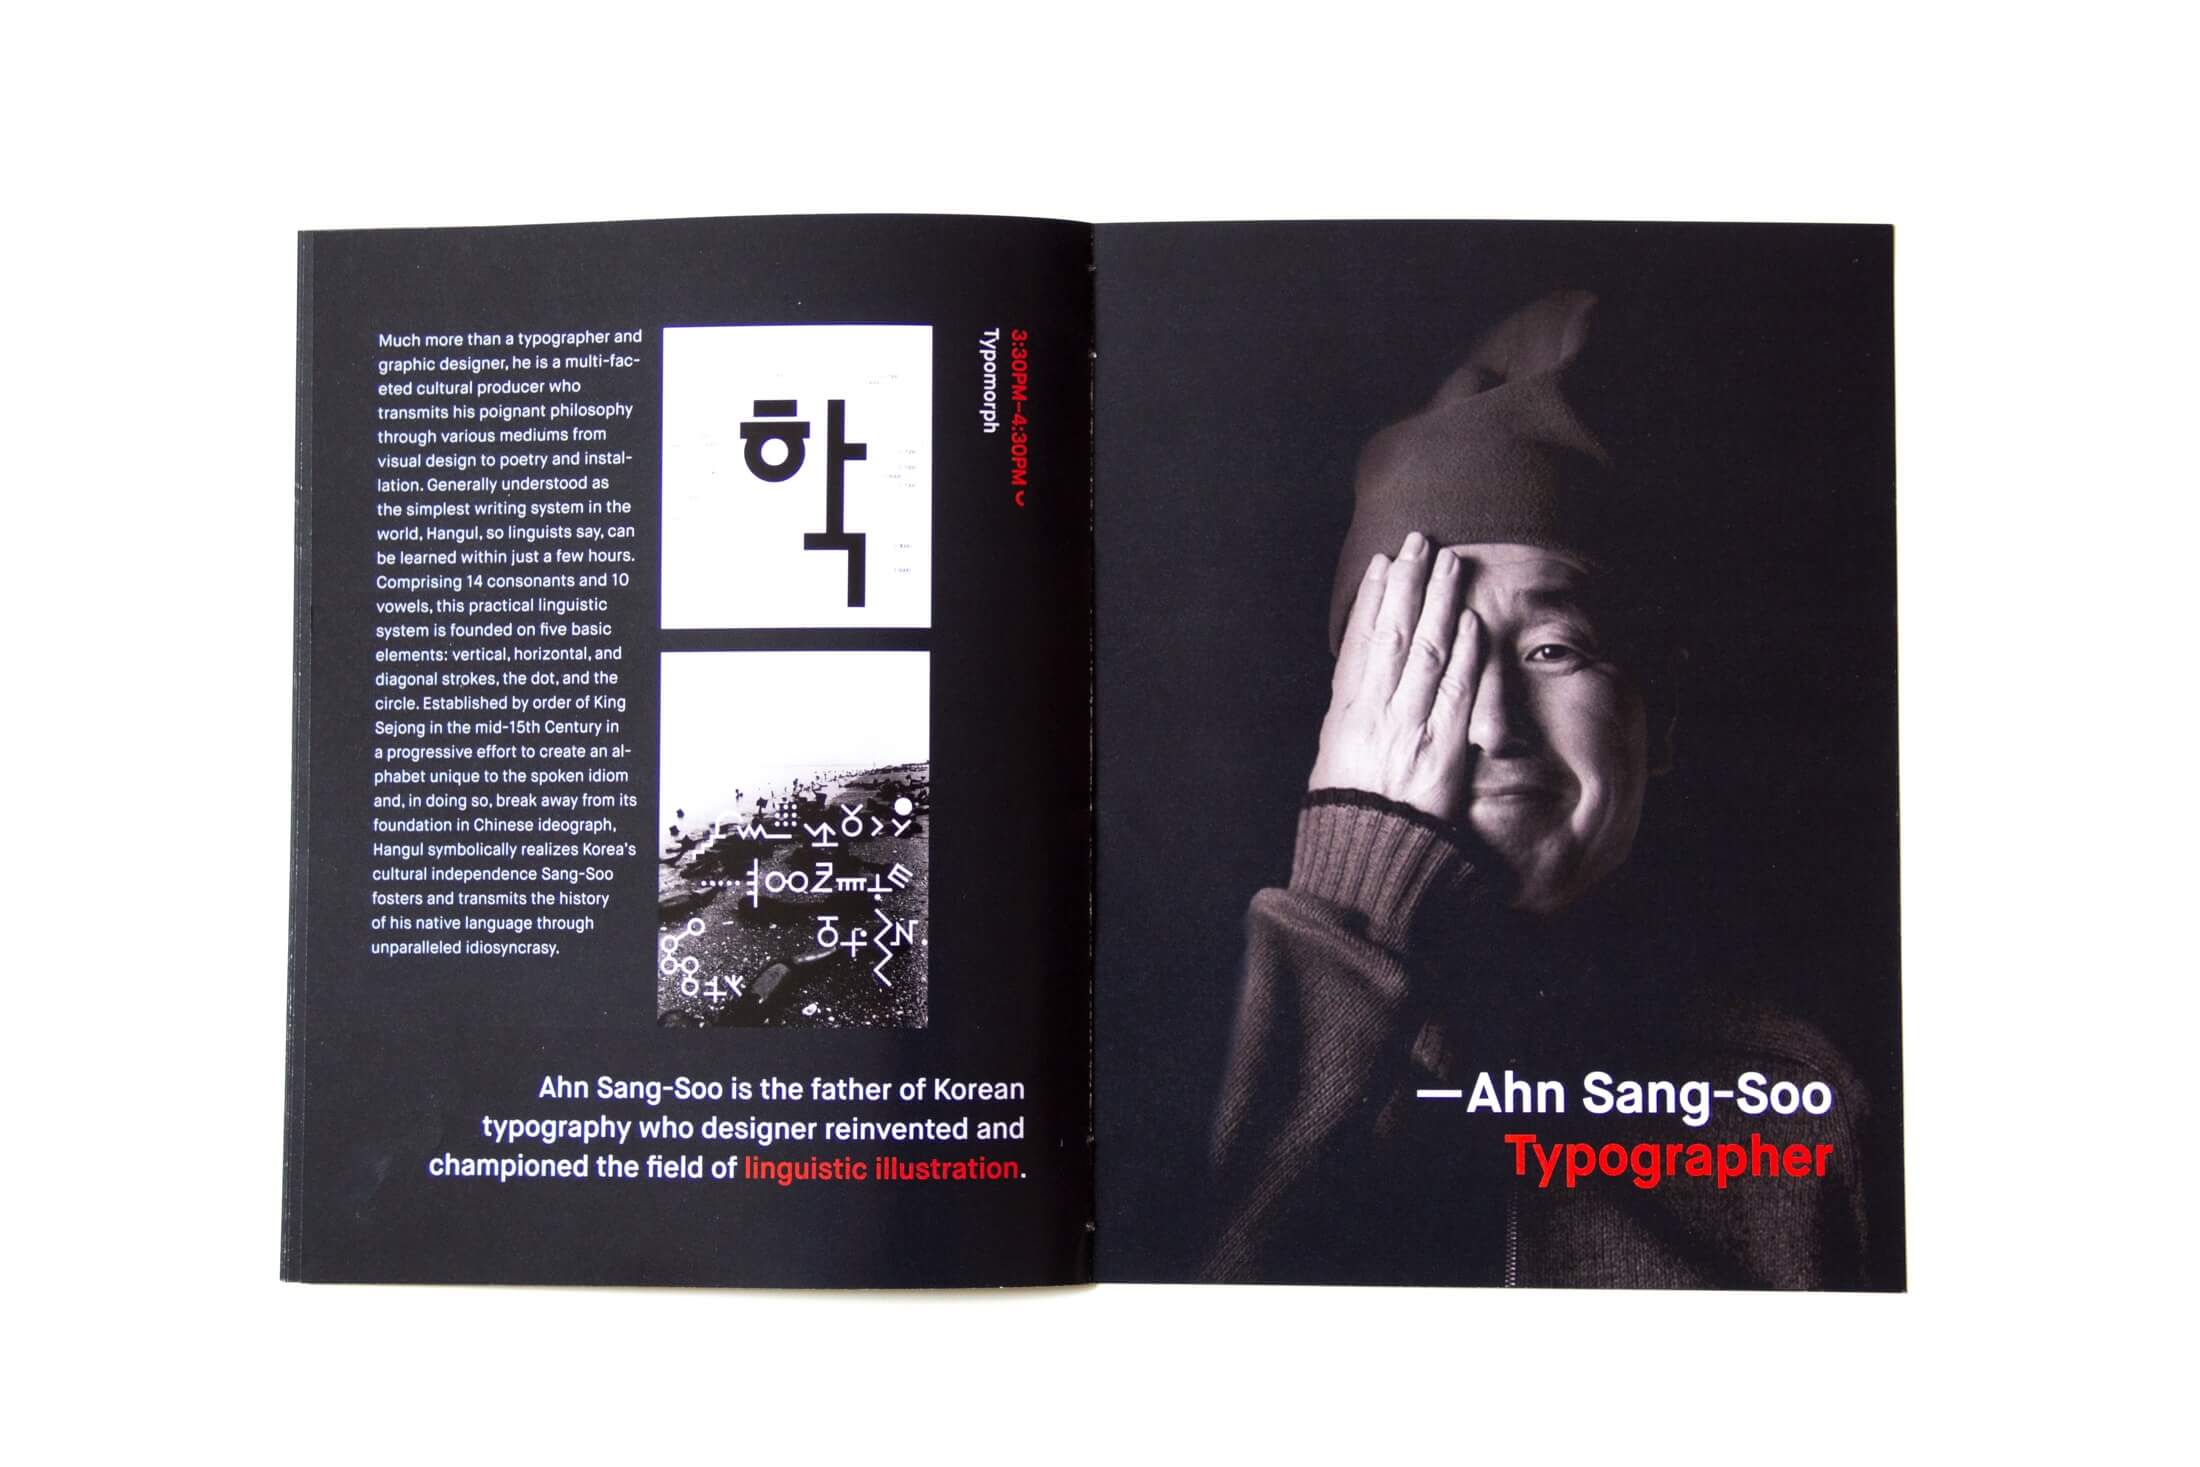 Much more than a typographer and
graphic designer, he is a multi-fac-
eted cultural producer who
transmits his poignant philosophy
through various mediums from
visual design to poetry and instal-
lation. Generally understood as
the simplest writing system in the
world, Hangul, so linguists say, can
be learned within just a few hours.
Comprising 14 consonants and 10
vowels, this practical linguistic
system is founded on five basic
elements: vertical, horizontal, and
diagonal strokes, the dot, and the
circle. Established by order of King
Sejong in the mid-15th Century in
a progressive effort to create an al-
phabet unique to the spoken idiom
and, in doing so, break away from its
foundation in Chinese ideograph,
Hangul symbolically realizes Korea's
cultural independence Sang-Soo
fosters and transmits the history
of his native language through
unparalleled idiosyncrasy.
학
3:30PM–4:30PM
Typomorph
Ahn Sang-Soo is the father of Korean
typography who designer reinvented and
championed the field of linguistic illustration.
—Ahn Sang-Soo
Typographer